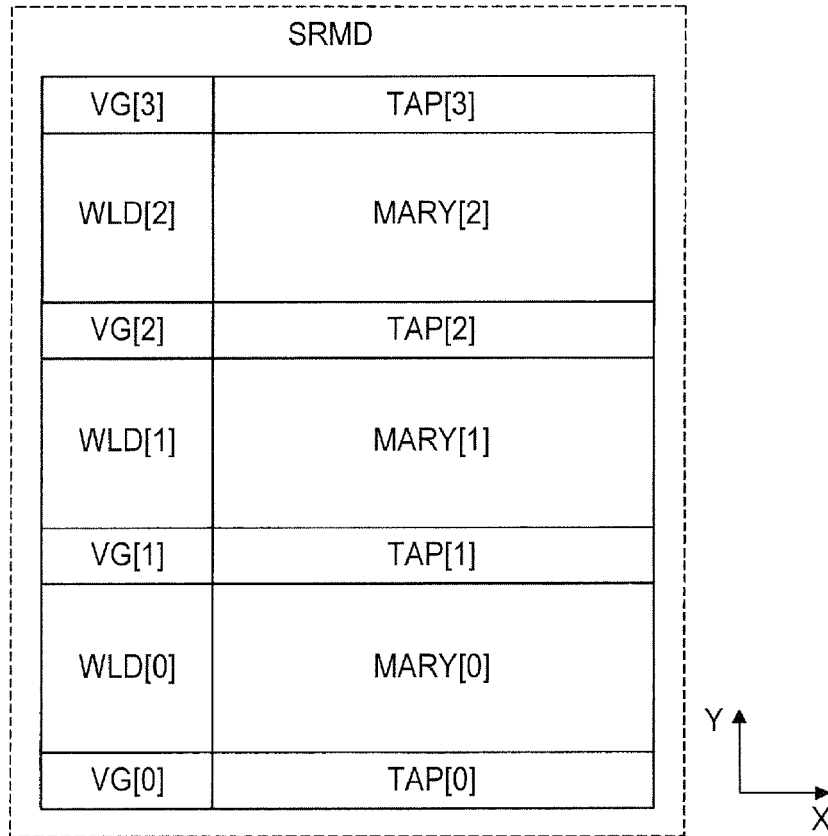 SRMD
VG[3] TAP[3]
WLD[2] MARY[2]
VG[2] TAP[2]
WLD[1] MARY[1]
VG[1] TAP[1]
WLD[0] MARY[0]
VG[0] TAP[0]
Y
X